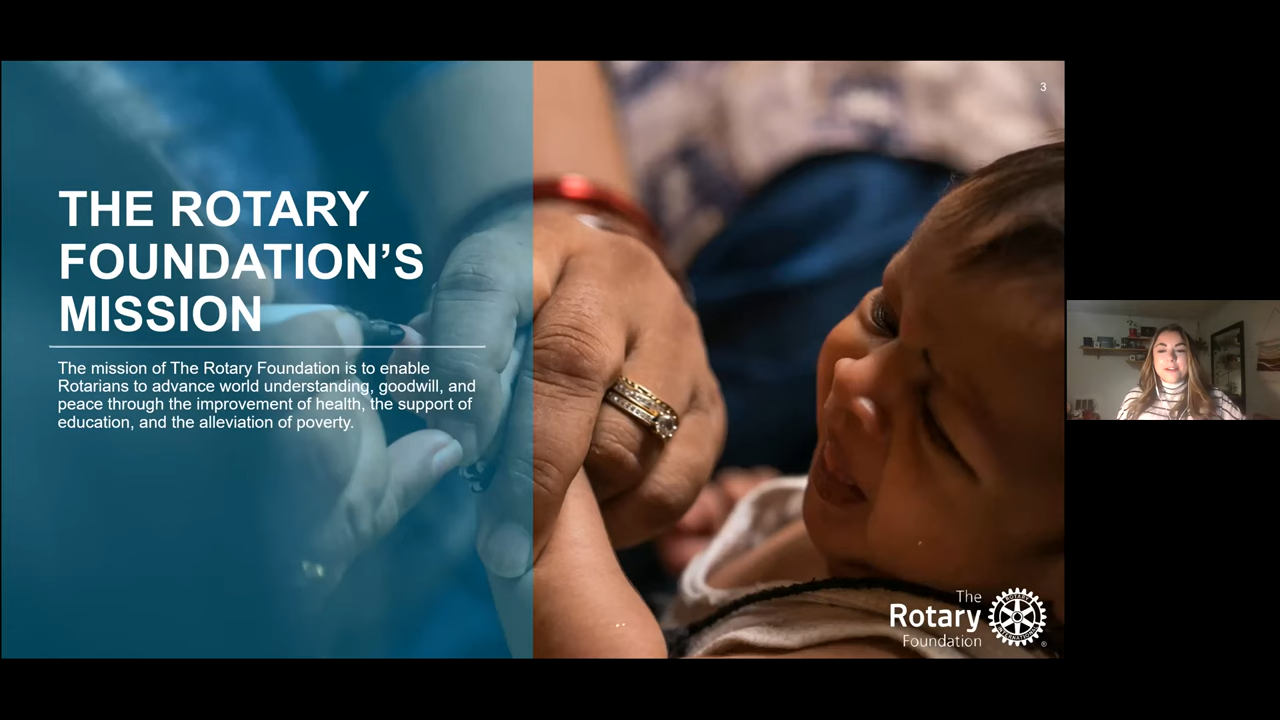 3
THE ROTARY
FOUNDATION’S
MISSION
The mission of The Rotary Foundation is to enable
Rotarians to advance world understanding, goodwill, and
peace through the improvement of health, the support of
education, and the alleviation of poverty.
The
Rotary
Foundation
ROTARY
INTERNATIONAL
®